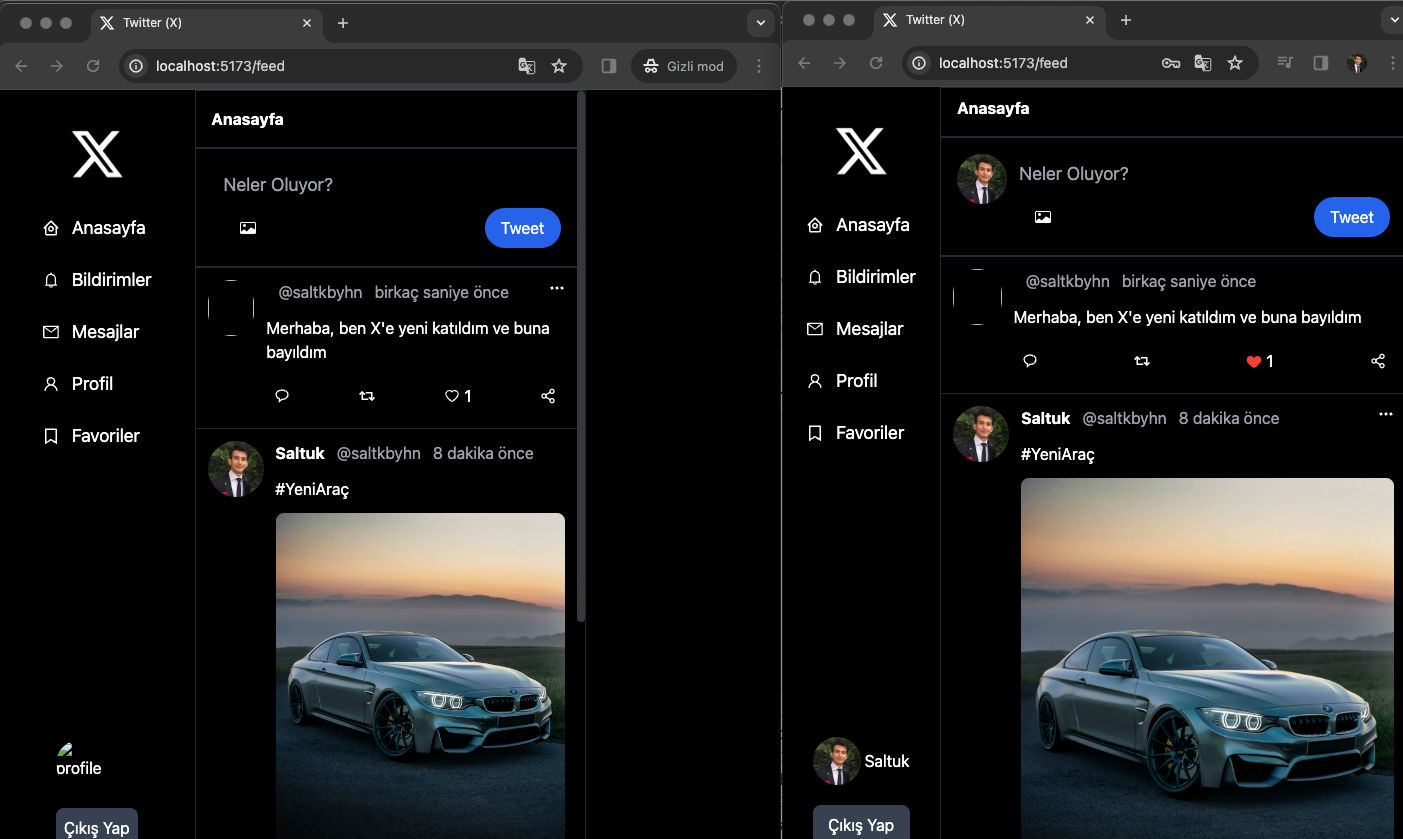 Twitter (X)
localhost:5173/feed
Gizli mod
Anasayfa
Neler Oluyor?
Tweet
Anasayfa
Bildirimler
Mesajlar
Profil
Favoriler
@saltkbyhn birkaç saniye önce
Merhaba, ben X'e yeni katıldım ve buna
bayıldım
1
Saltuk @saltkbyhn 8 dakika önce
#YeniAraç
profile
Çıkış Yap
Twitter (X)
localhost:5173/feed
Anasayfa
Neler Oluyor?
Tweet
Anasayfa
Bildirimler
Mesajlar
Profil
Favoriler
@saltkbyhn birkaç saniye önce
Merhaba, ben X'e yeni katıldım ve buna bayıldım
1
Saltuk @saltkbyhn 8 dakika önce
#YeniAraç
Saltuk
Çıkış Yap